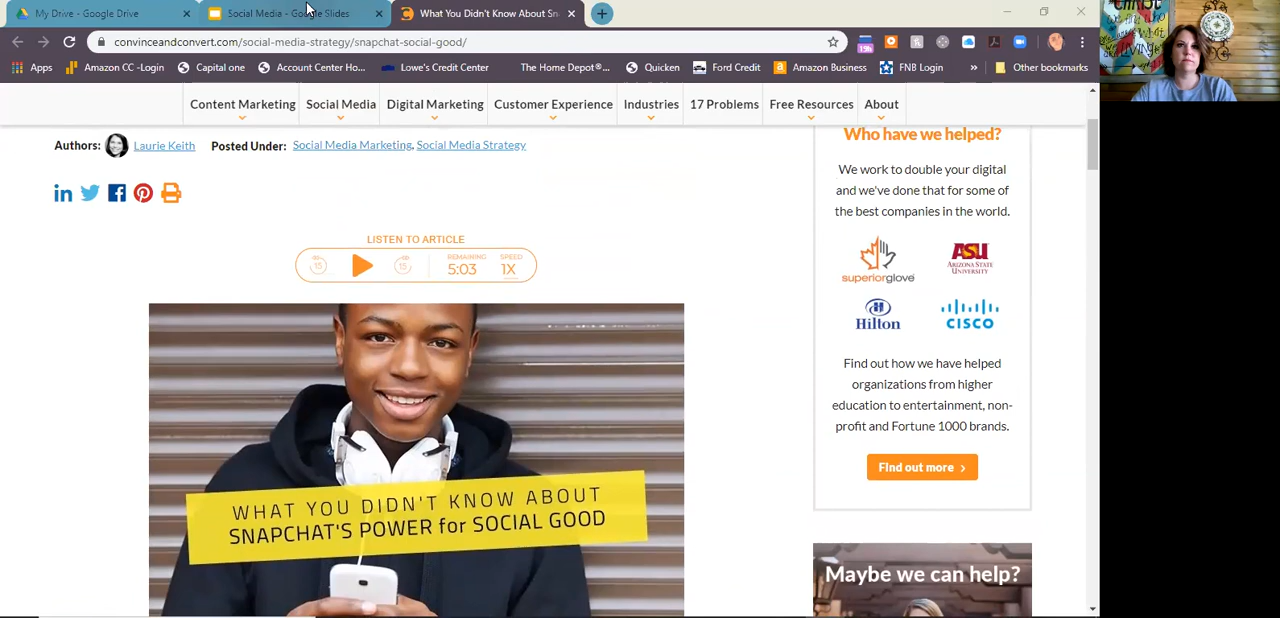 My Drive - Google Drive
Social Media - Google Slides
What You Didn't Know About Sn
convinceandconvert.com/social-media-strategy/snapchat-social-good/
Apps
Amazon CC -Login
Capital one
Account Center Ho...
Lowe's Credit Center
The Home Depot®...
Quicken
Ford Credit
Amazon Business
FNB Login
»
Other bookmarks
Content Marketing
Social Media
Digital Marketing
Customer Experience
Industries
17 Problems
Free Resources
About
Authors: Laurie Keith Posted Under: Social Media Marketing, Social Media Strategy
LISTEN TO ARTICLE
15
15
REMAINING
5:03
SPEED
1X
WHAT YOU DIDN'T KNOW ABOUT
SNAPCHAT'S POWER for SOCIAL GOOD
Who have we helped?
We work to double your digital
and we've done that for some of
the best companies in the world.
superiorglove
ASU
ARIZONA STATE
UNIVERSITY
Hilton
CISCO
Find out how we have helped
organizations from higher
education to entertainment, non-
profit and Fortune 1000 brands.
Find out more ›
Maybe we can help?